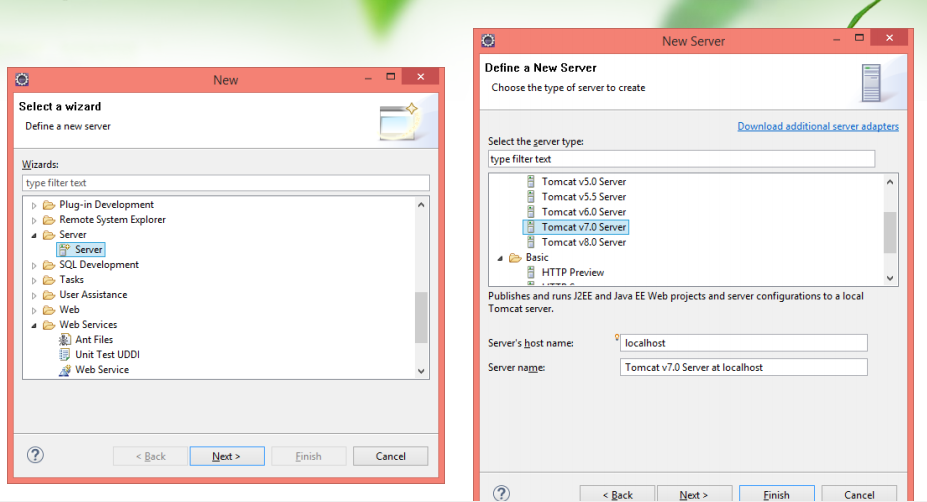 New
Select a wizard
Define a new server
Wizards:
type filter text
Plug-in Development
Remote System Explorer
Server
Server
SQL Development
Tasks
User Assistance
Web
Web Services
Ant Files
Unit Test UDDI
Web Service
< Back
Next >
Finish
Cancel
New Server
Define a New Server
Choose the type of server to create
Download additional server adapters
Select the server type:
type filter text
Tomcat v5.0 Server
Tomcat v5.5 Server
Tomcat v6.0 Server
Tomcat v7.0 Server
Tomcat v8.0 Server
Basic
HTTP Preview
Publishes and runs J2EE and Java EE Web projects and server configurations to a local
Tomcat server.
Server's host name:
localhost
Server name:
Tomcat v7.0 Server at localhost
< Back
Next >
Finish
Cancel